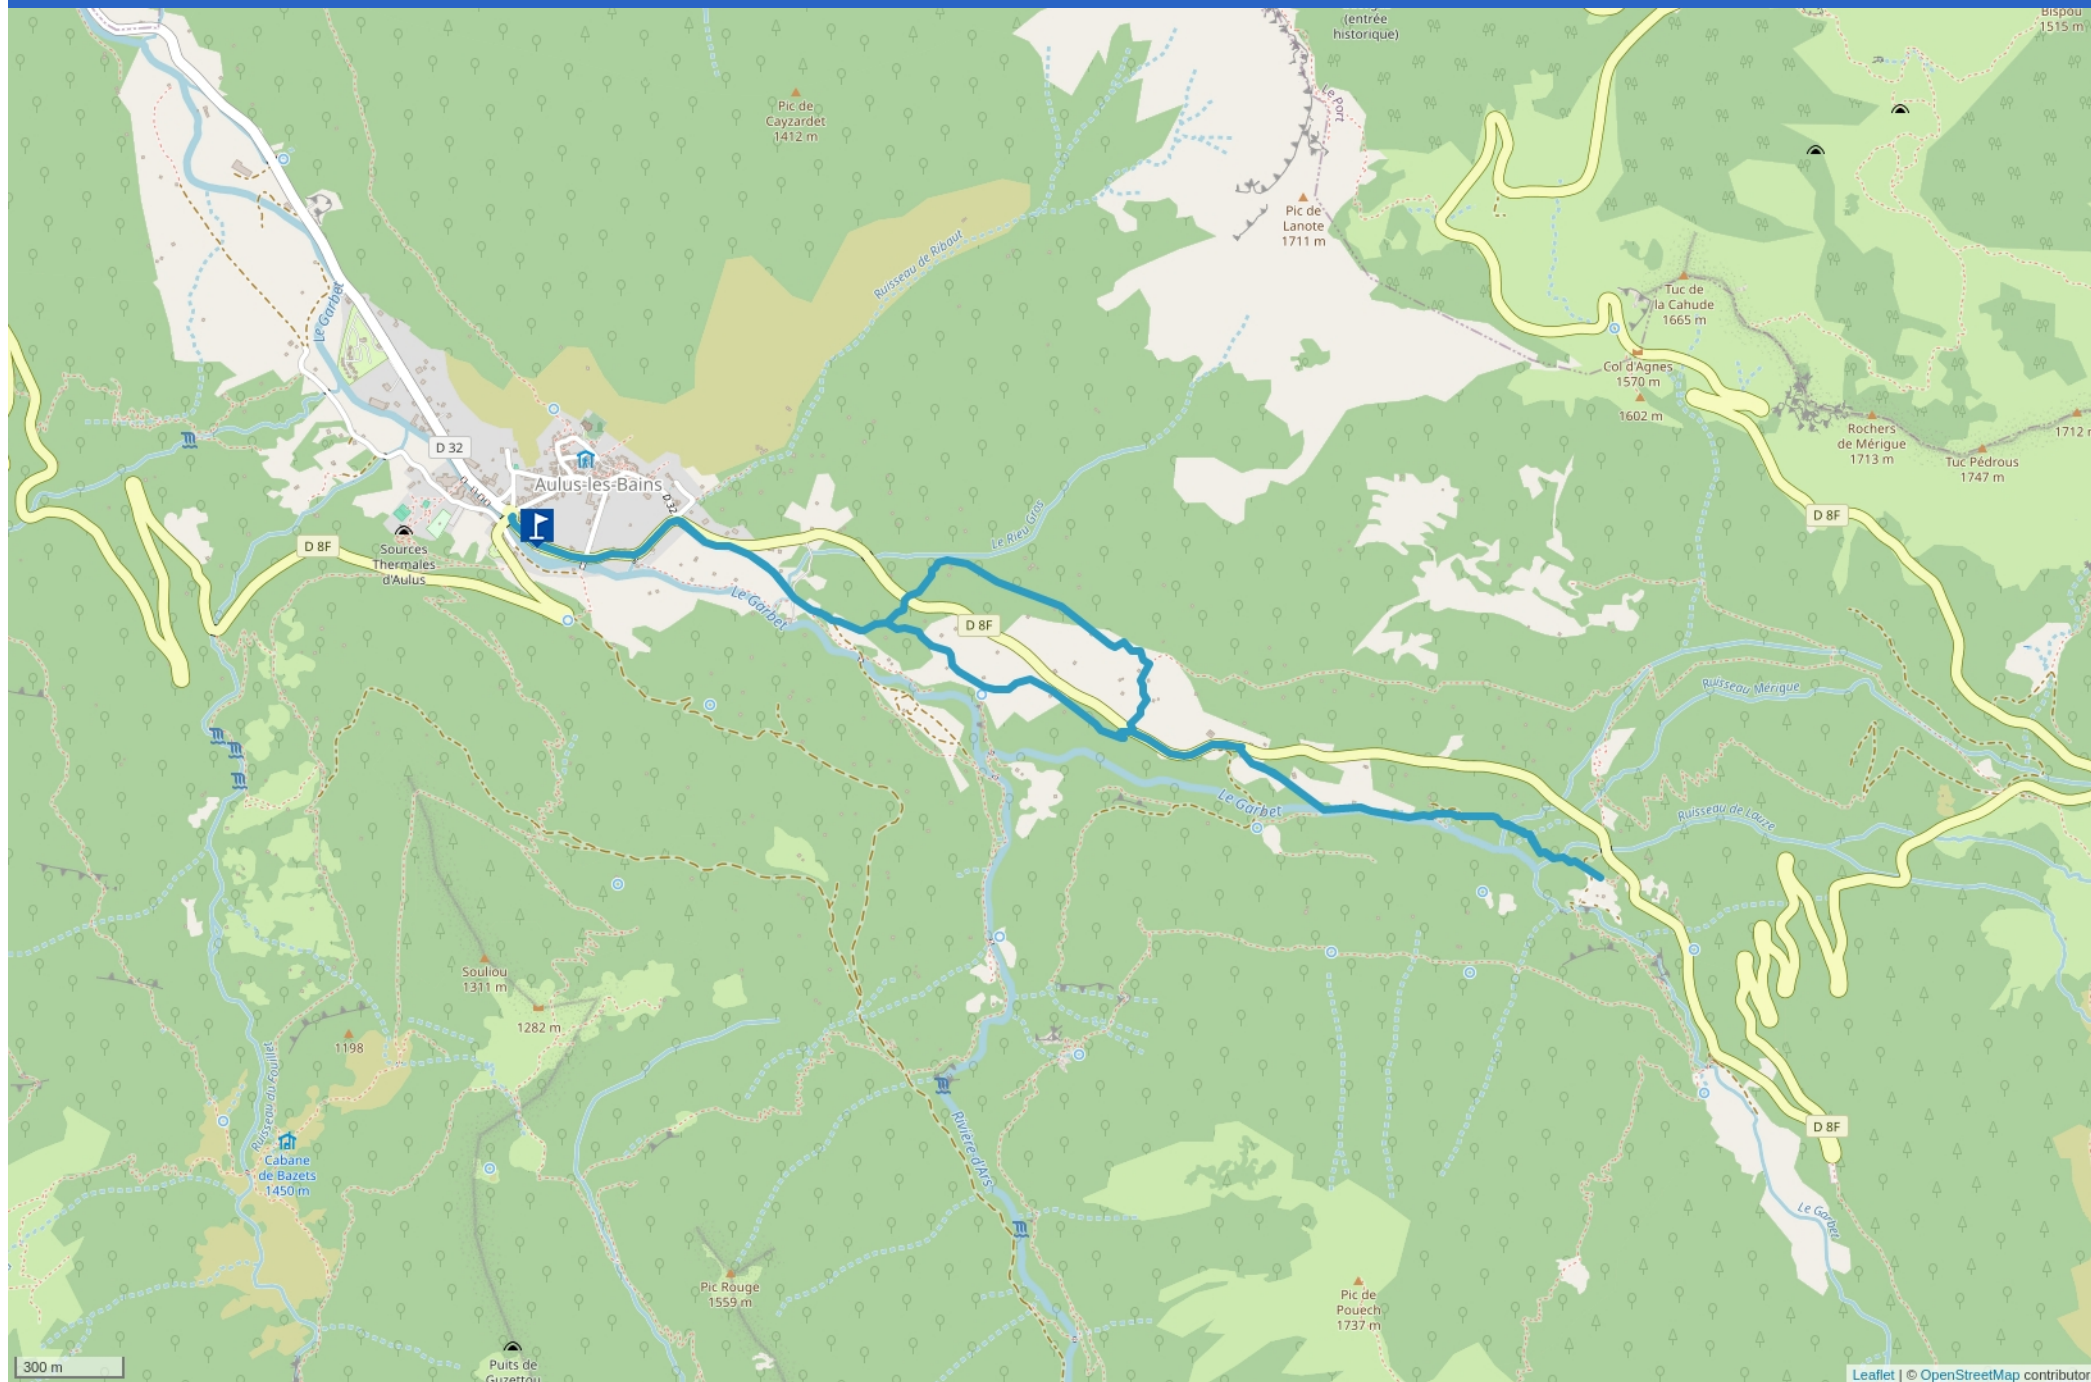 (entrée
historique)
Bispou
1515 m
Pic de
Cayzardet
1412 m
Le Port
Pic de
Lanote
1711 m
Ruisseau de Ribaut
Le Garbet
Tuc de
la Cahude
1665 m
Col d'Agnes
1570 m
1602 m
Rochers
de Mérigue
1713 m
1712
Tuc Pédrous
1747 m
D 32
Aulus-les-Bains
D 32
D 8F
Le Rieu Gros
D 8F
Sources
Thermales
d'Aulus
Le Garbet
D 8F
Ruisseau Mérigue
Le Garbet
Ruisseau de Lauze
Souliou
1311 m
1282 m
1198
Ruisseau du Fouillet
Cabane
de Bazets
1450 m
Rivière d'Ars
D 8F
Le Garbet
Pic Rouge
1559 m
Pic de
Pouech
1737 m
Puits de
Guzettou
300 m
Leaflet | © OpenStreetMap contributor